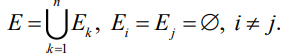 E = ⋃_{k=1}^{n} E_k, E_i = E_j = ∅, i ≠ j.